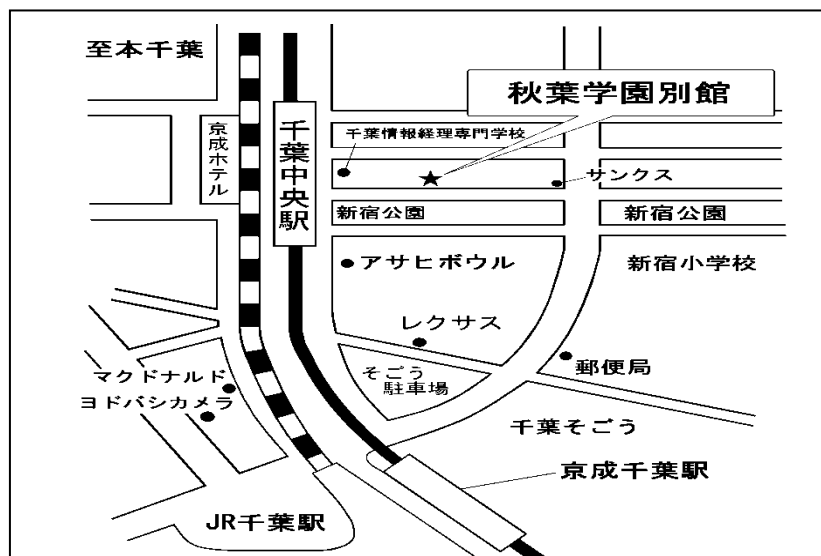 至本千葉
秋葉学園別館
京成ホテル
千葉中央駅
千葉情報経理専門学校
サンクス
新宿公園
新宿公園
アサヒボウル
新宿小学校
レクサス
そごう
駐車場
郵便局
マクドナルド
ヨドバシカメラ
千葉そごう
京成千葉駅
JR千葉駅